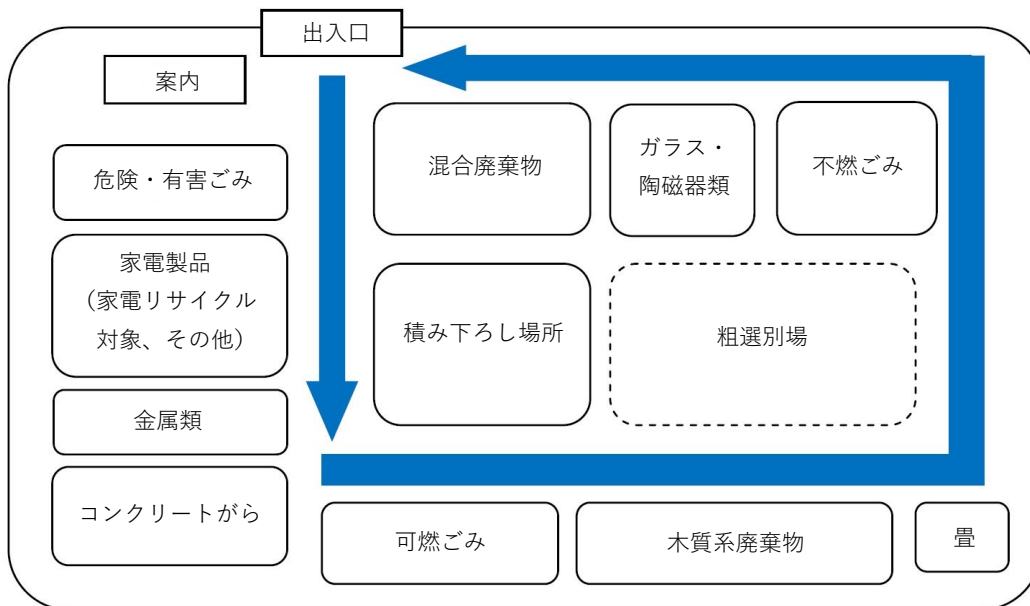 出入口
案内
危険・有害ごみ
家電製品
（家電リサイクル
対象、その他）
金属類
コンクリートがら
混合廃棄物
ガラス・
陶磁器類
不燃ごみ
積み下ろし場所
粗選別場
可燃ごみ
木質系廃棄物
畳